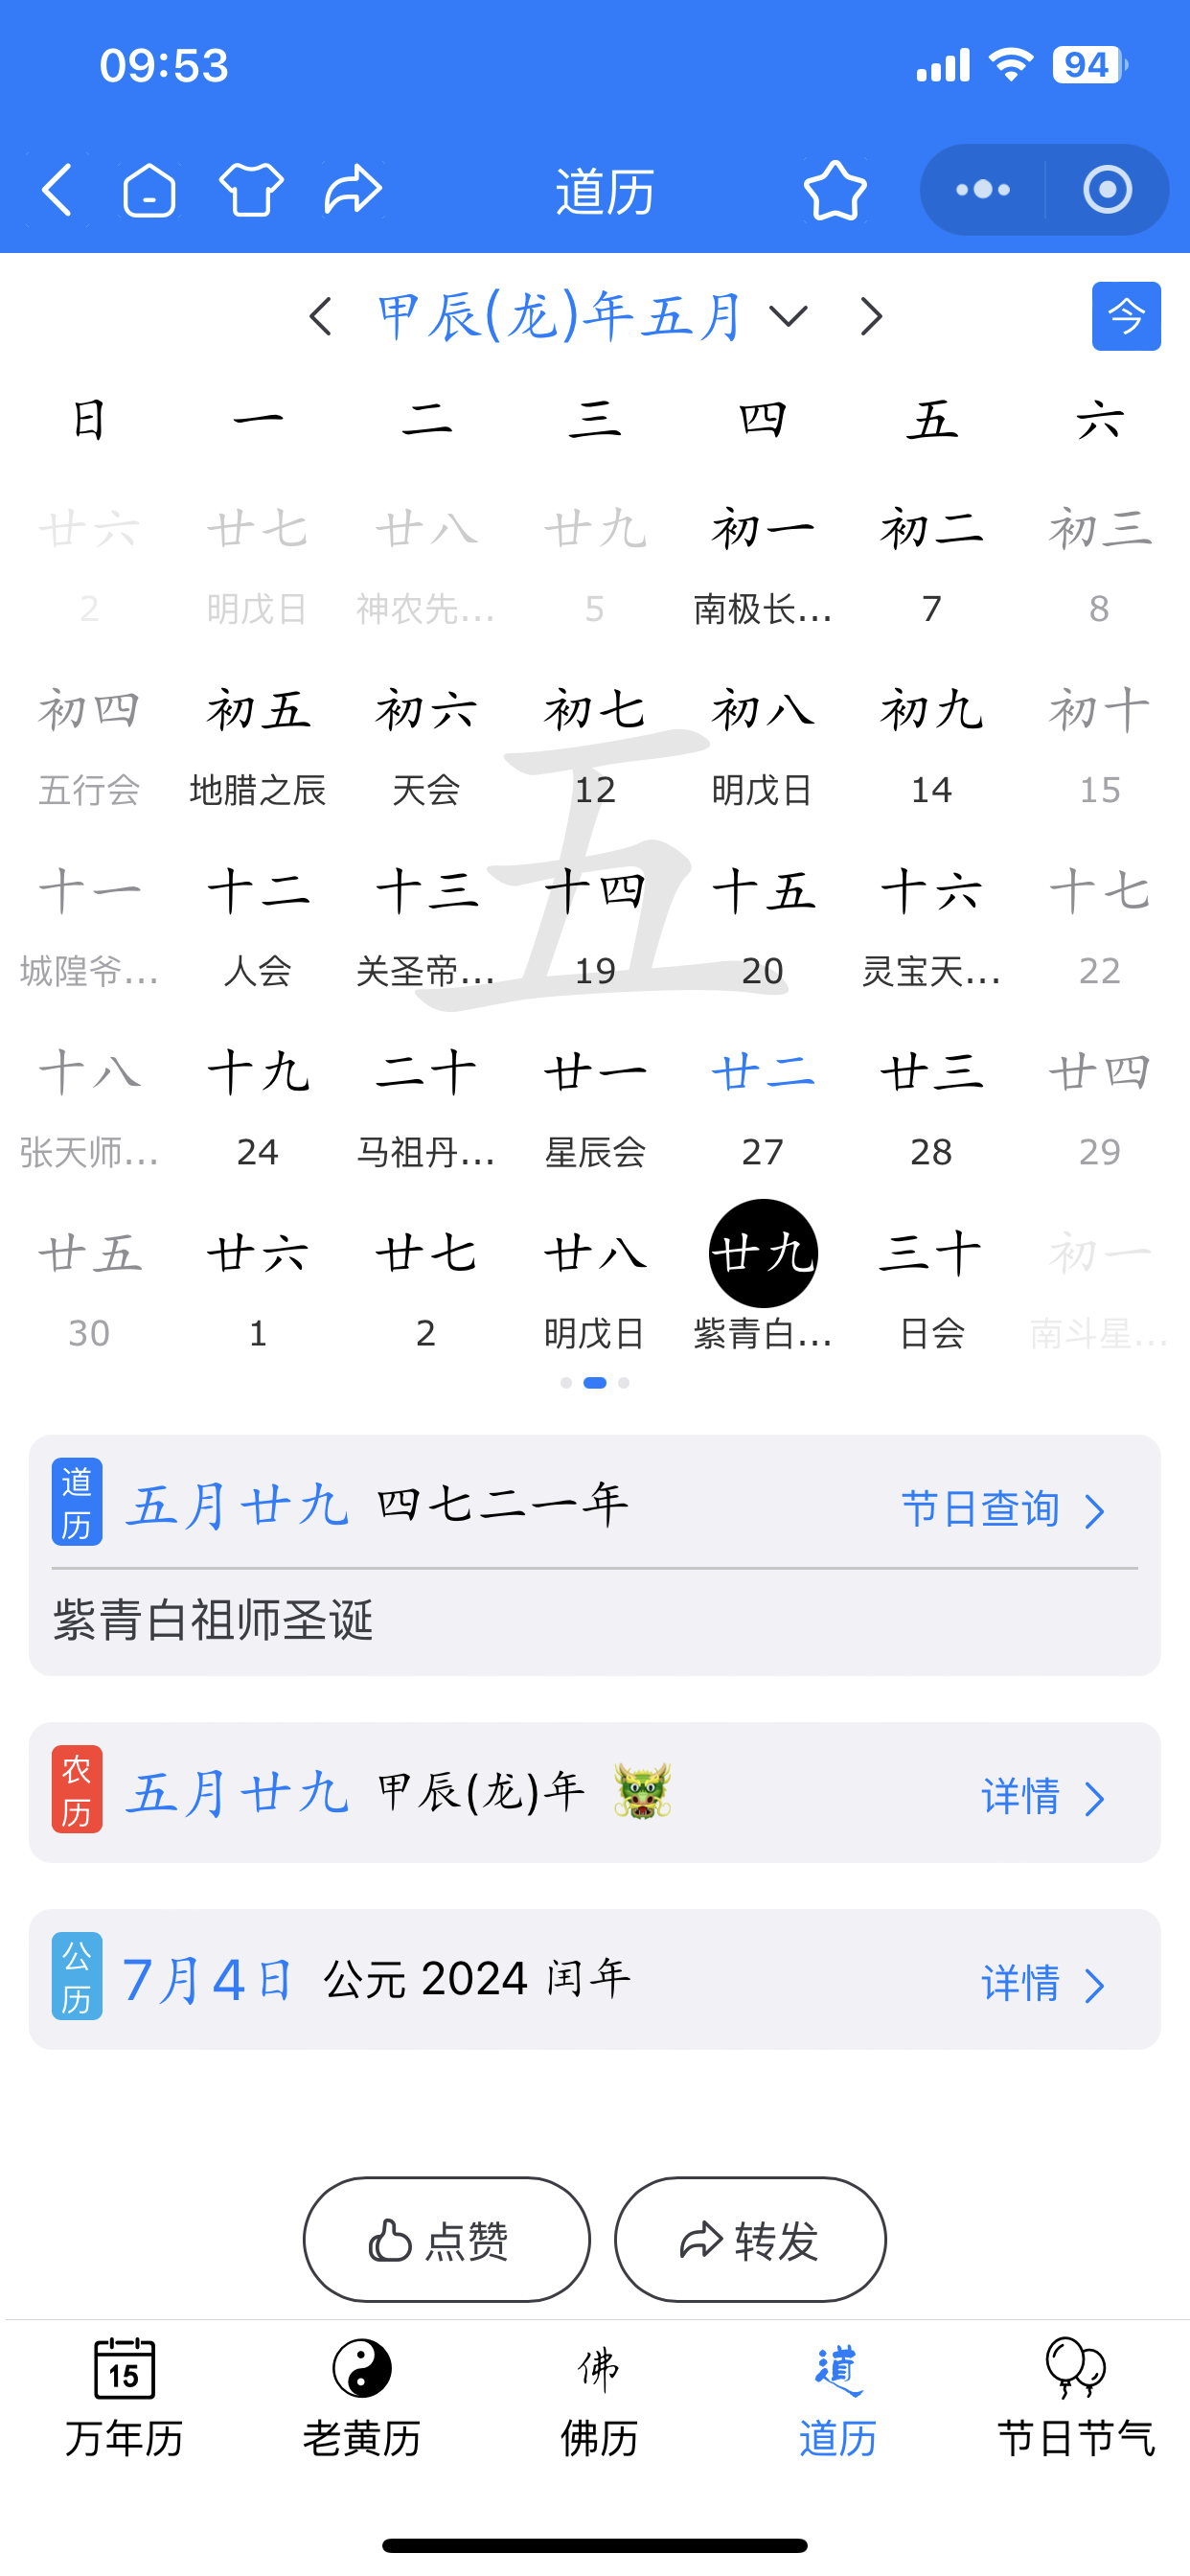 09:53 94
道历
甲辰(龙)年五月 今
日 一 二 三 四 五 六
廿六 廿七 廿八 廿九 初一 初二 初三
2 明戊日 神农先... 5 南极长... 7 8
初四 初五 初六 初七 初八 初九 初十
五行会 地腊之辰 天会 12 明戊日 14 15
五
十一 十二 十三 十四 十五 十六 十七
城隍爷... 人会 关圣帝... 19 20 灵宝天... 22
十八 十九 二十 廿一 廿二 廿三 廿四
张天师... 24 马祖丹... 星辰会 27 28 29
廿五 廿六 廿七 廿八 廿九 三十 初一
30 1 2 明戊日 紫青白... 日会 南斗星...
道历 五月廿九 四七二一年 节日查询
紫青白祖师圣诞
农历 五月廿九 甲辰(龙)年 详情
公历 7月4日 公元 2024 闰年 详情
点赞 转发
15 佛 道
万年历 老黄历 佛历 道历 节日节气